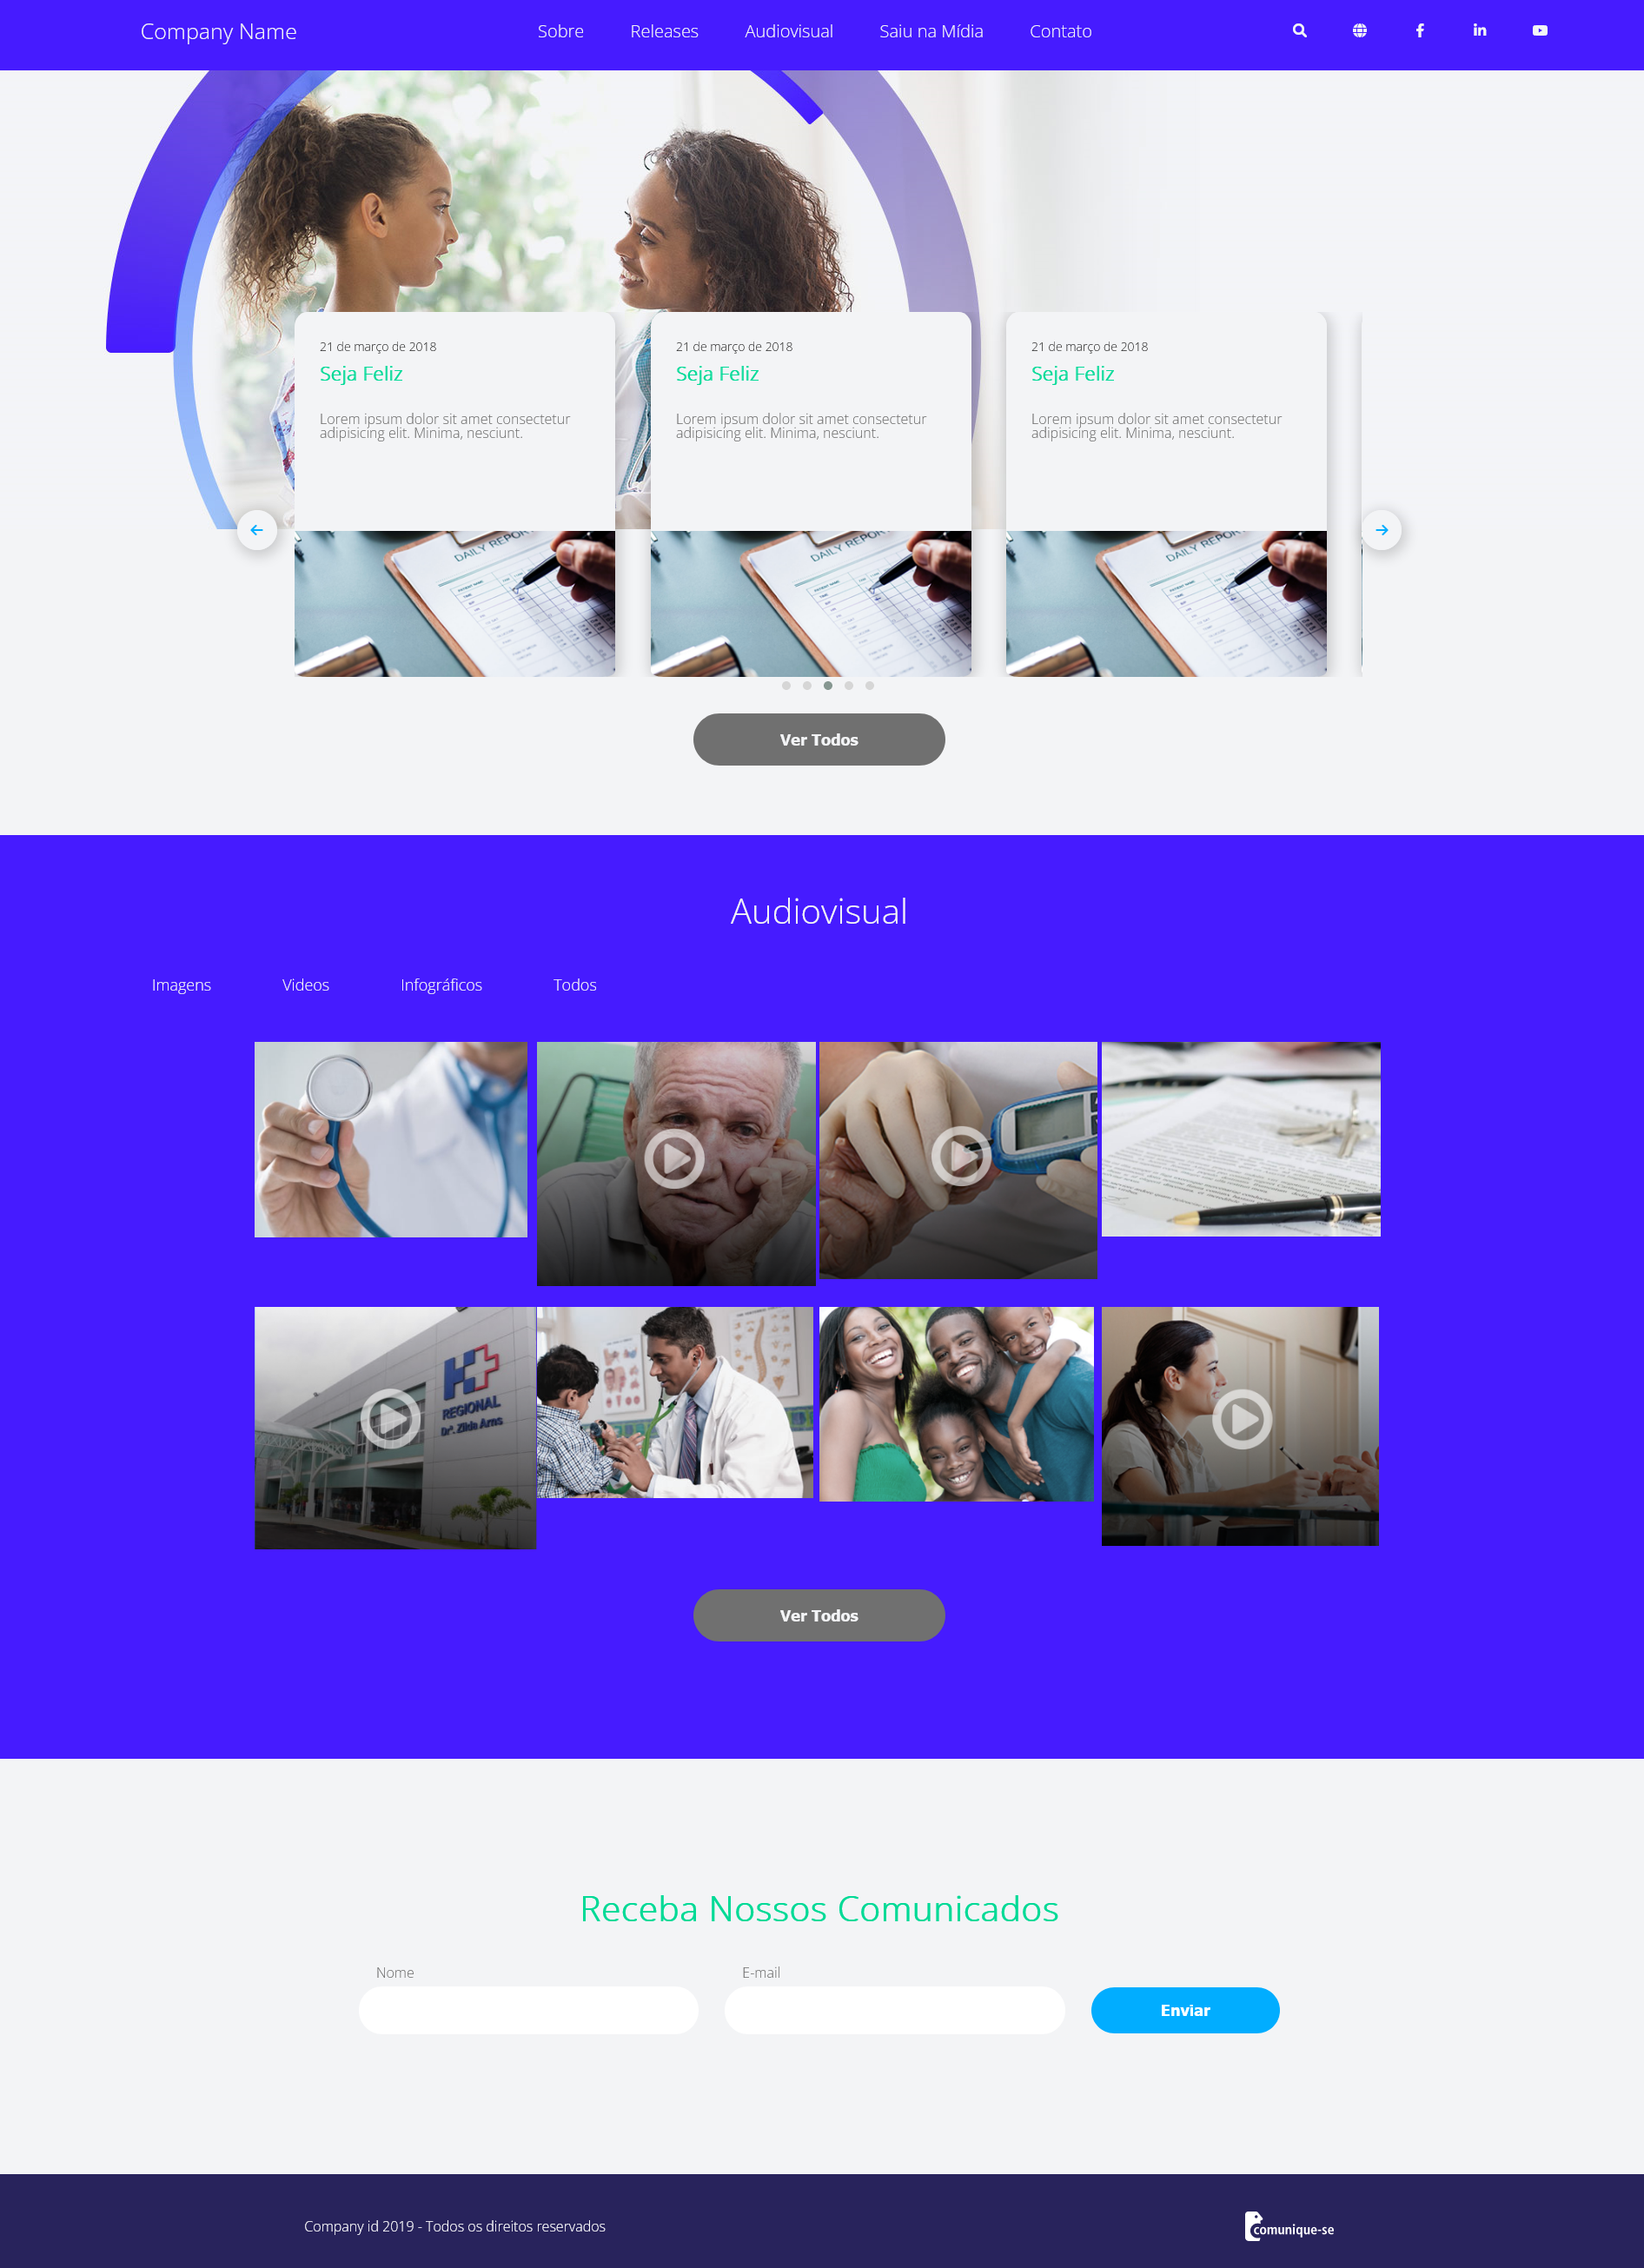 Company Name
Sobre
Releases
Audiovisual
Saiu na Mídia
Contato
21 de março de 2018
Seja Feliz
Lorem ipsum dolor sit amet consectetur
adipisicing elit. Minima, nesciunt.
DAILY REPORT
21 de março de 2018
Seja Feliz
Lorem ipsum dolor sit amet consectetur
adipisicing elit. Minima, nesciunt.
DAILY REPORT
21 de março de 2018
Seja Feliz
Lorem ipsum dolor sit amet consectetur
adipisicing elit. Minima, nesciunt.
DAILY REPORT
Ver Todos
Audiovisual
Imagens
Videos
Infográficos
Todos
REGIONAL
Drª. Zilda Arns
Ver Todos
Receba Nossos Comunicados
Nome
E-mail
Enviar
Company id 2019 - Todos os direitos reservados
comunique-se